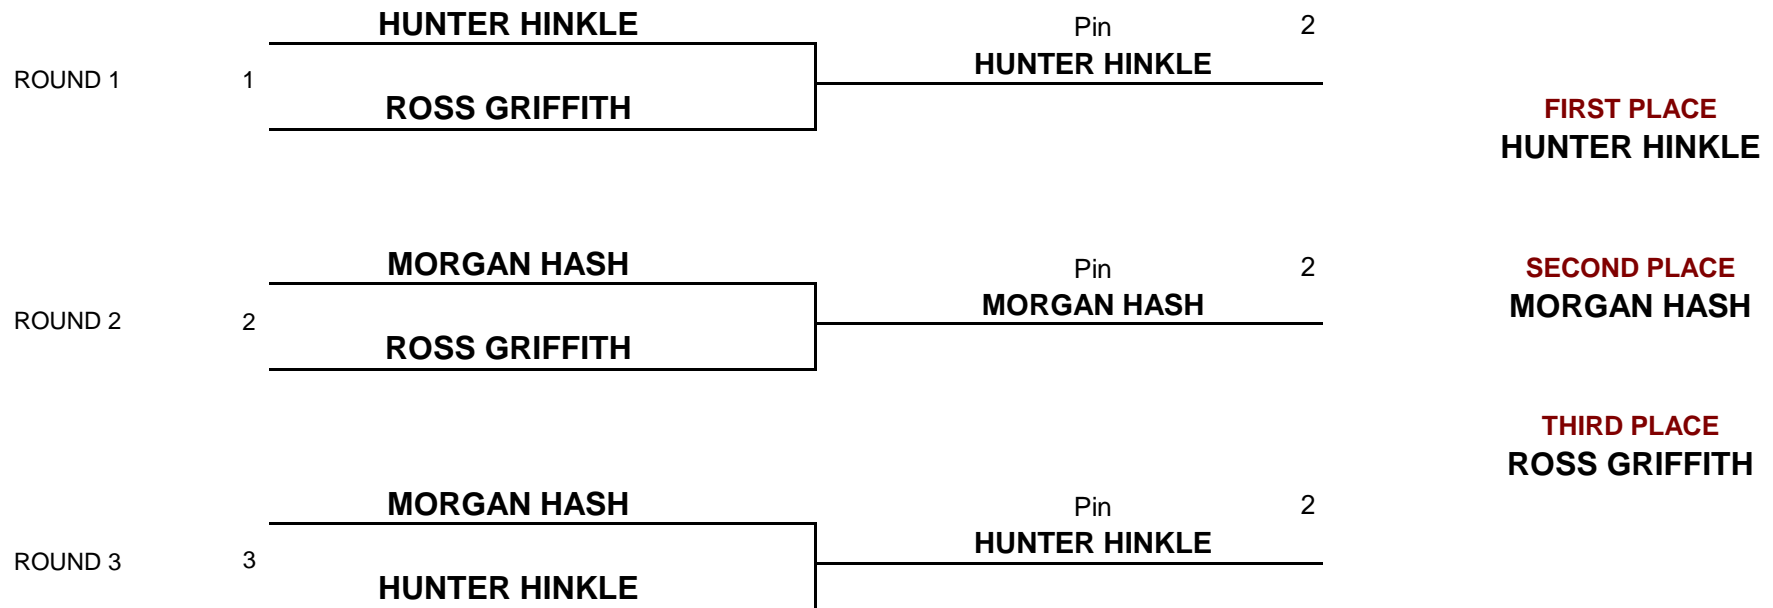 HUNTER HINKLE
Pin 2
HUNTER HINKLE
ROUND 1 1
ROSS GRIFFITH
FIRST PLACE
HUNTER HINKLE
MORGAN HASH
Pin 2
SECOND PLACE
MORGAN HASH
MORGAN HASH
ROUND 2 2
ROSS GRIFFITH
THIRD PLACE
ROSS GRIFFITH
MORGAN HASH
Pin 2
HUNTER HINKLE
ROUND 3 3
HUNTER HINKLE